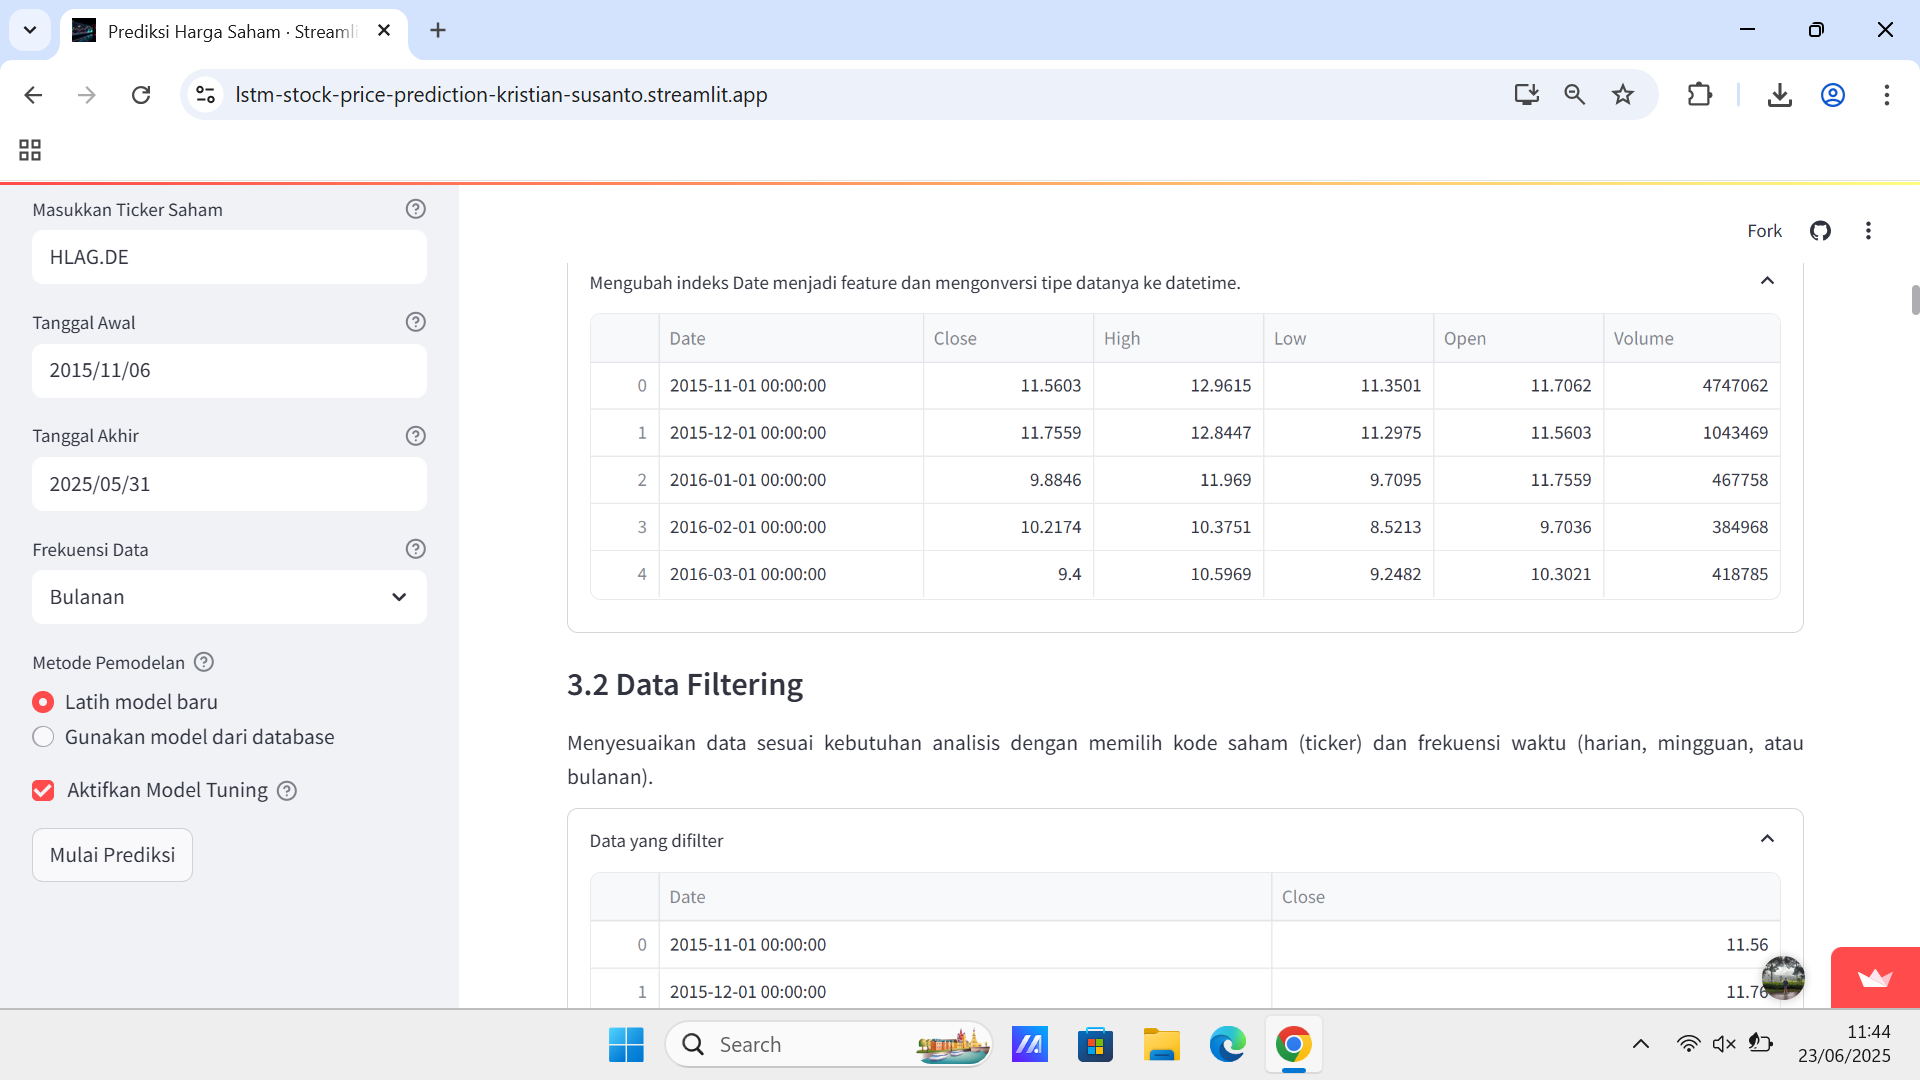 Prediksi Harga Saham · Streamli
lstm-stock-price-prediction-kristian-susanto.streamlit.app
Masukkan Ticker Saham
HLAG.DE
Tanggal Awal
2015/11/06
Tanggal Akhir
2025/05/31
Frekuensi Data
Bulanan
Metode Pemodelan
Latih model baru
Gunakan model dari database
Aktifkan Model Tuning
Mulai Prediksi
Fork
Mengubah indeks Date menjadi feature dan mengonversi tipe datanya ke datetime.
Date Close High Low Open Volume
0 2015-11-01 00:00:00 11.5603 12.9615 11.3501 11.7062 4747062
1 2015-12-01 00:00:00 11.7559 12.8447 11.2975 11.5603 1043469
2 2016-01-01 00:00:00 9.8846 11.969 9.7095 11.7559 467758
3 2016-02-01 00:00:00 10.2174 10.3751 8.5213 9.7036 384968
4 2016-03-01 00:00:00 9.4 10.5969 9.2482 10.3021 418785
3.2 Data Filtering
Menyesuaikan data sesuai kebutuhan analisis dengan memilih kode saham (ticker) dan frekuensi waktu (harian, mingguan, atau
bulanan).
Data yang difilter
Date Close
0 2015-11-01 00:00:00 11.56
1 2015-12-01 00:00:00 11.76
Search
11:44
23/06/2025